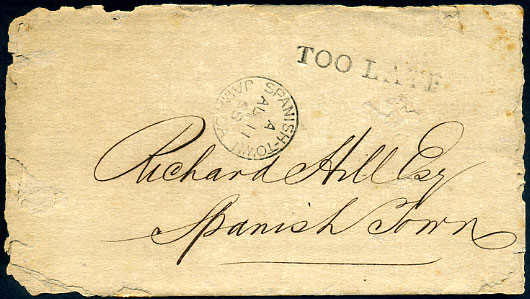 TOO LATE
SPANISH-TOWN JAMAICA
A
Richard Hill Esq
Spanish Town